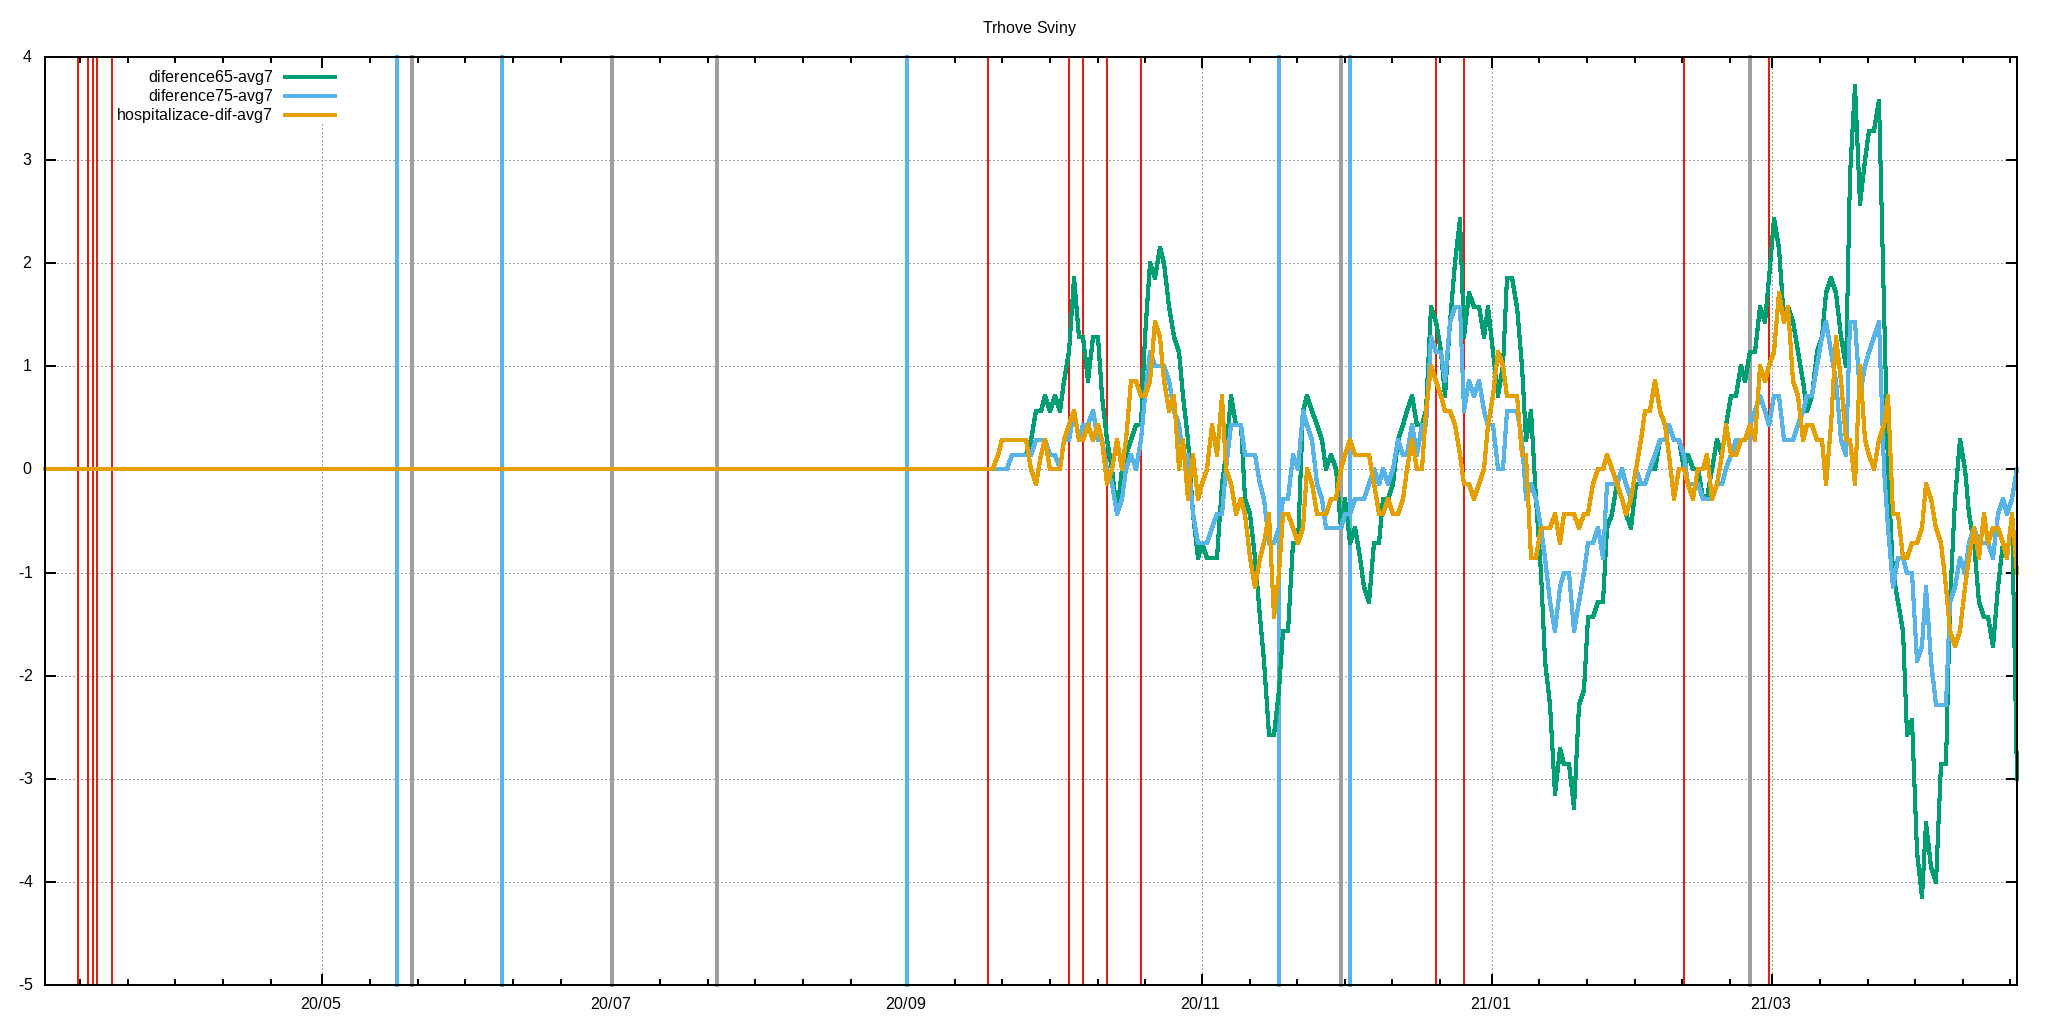 Trhove Sviny
diference65-avg7
diference75-avg7
hospitalizace-dif-avg7
4
3
2
1
0
-1
-2
-3
-4
-5
20/05 20/07 20/09 20/11 21/01 21/03